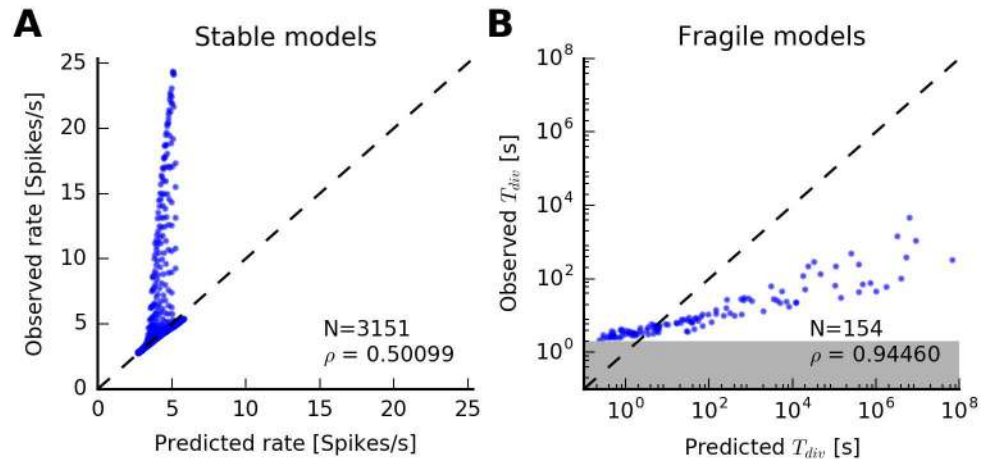 A
Stable models
25
20
15
10
5
0
Observed rate [Spikes/s]
N=3151
ρ = 0.50099
0 5 10 15 20 25
Predicted rate [Spikes/s]
B
Fragile models
10^8
10^6
10^4
10^2
10^0
Observed T_div [s]
N=154
ρ = 0.94460
10^0 10^2 10^4 10^6 10^8
Predicted T_div [s]